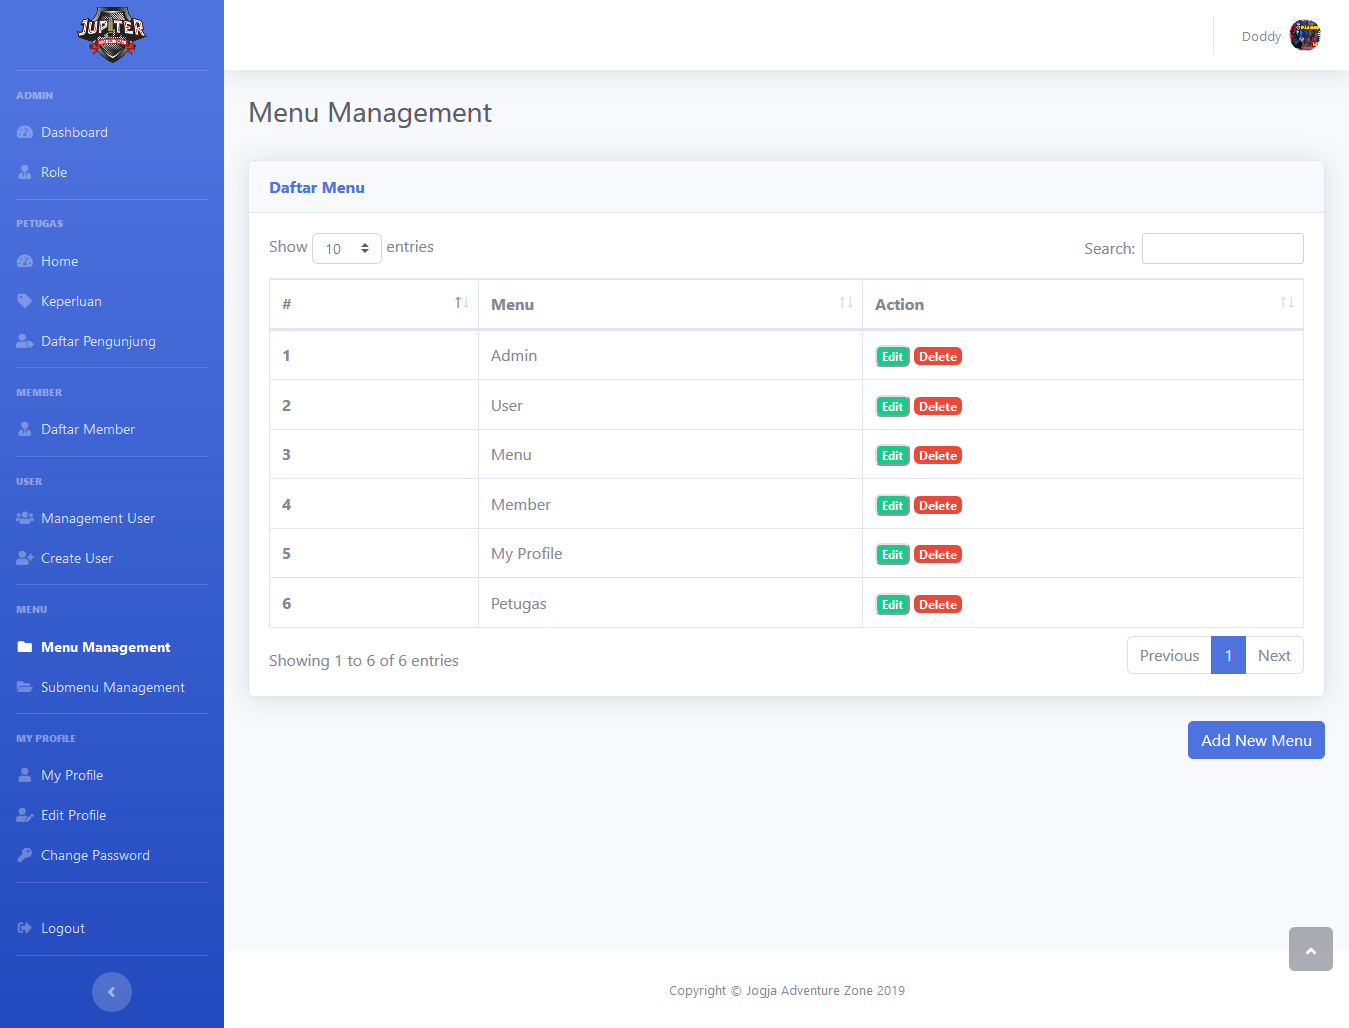 JUPITER
Doddy
ADMIN
Dashboard
Role
PETUGAS
Home
Keperluan
Daftar Pengunjung
MEMBER
Daftar Member
USER
Management User
Create User
MENU
Menu Management
Submenu Management
MY PROFILE
My Profile
Edit Profile
Change Password
Logout
Menu Management
Daftar Menu
Show 10 entries
Search:
# Menu Action
1 Admin Edit Delete
2 User Edit Delete
3 Menu Edit Delete
4 Member Edit Delete
5 My Profile Edit Delete
6 Petugas Edit Delete
Showing 1 to 6 of 6 entries
Previous 1 Next
Add New Menu
Copyright © Jogja Adventure Zone 2019